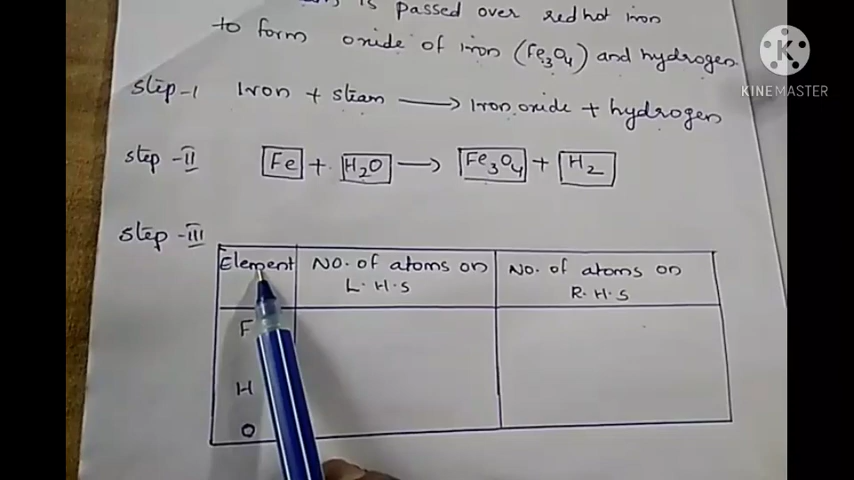 is passed over red hot iron
to form oxide of iron (Fe3O4) and hydrogen.
step-I Iron + steam → Iron oxide + hydrogen
step-II Fe + H2O → Fe3O4 + H2
step-III
Element No. of atoms on L.H.S No. of atoms on R.H.S
F
H
O
K
KINEMASTER